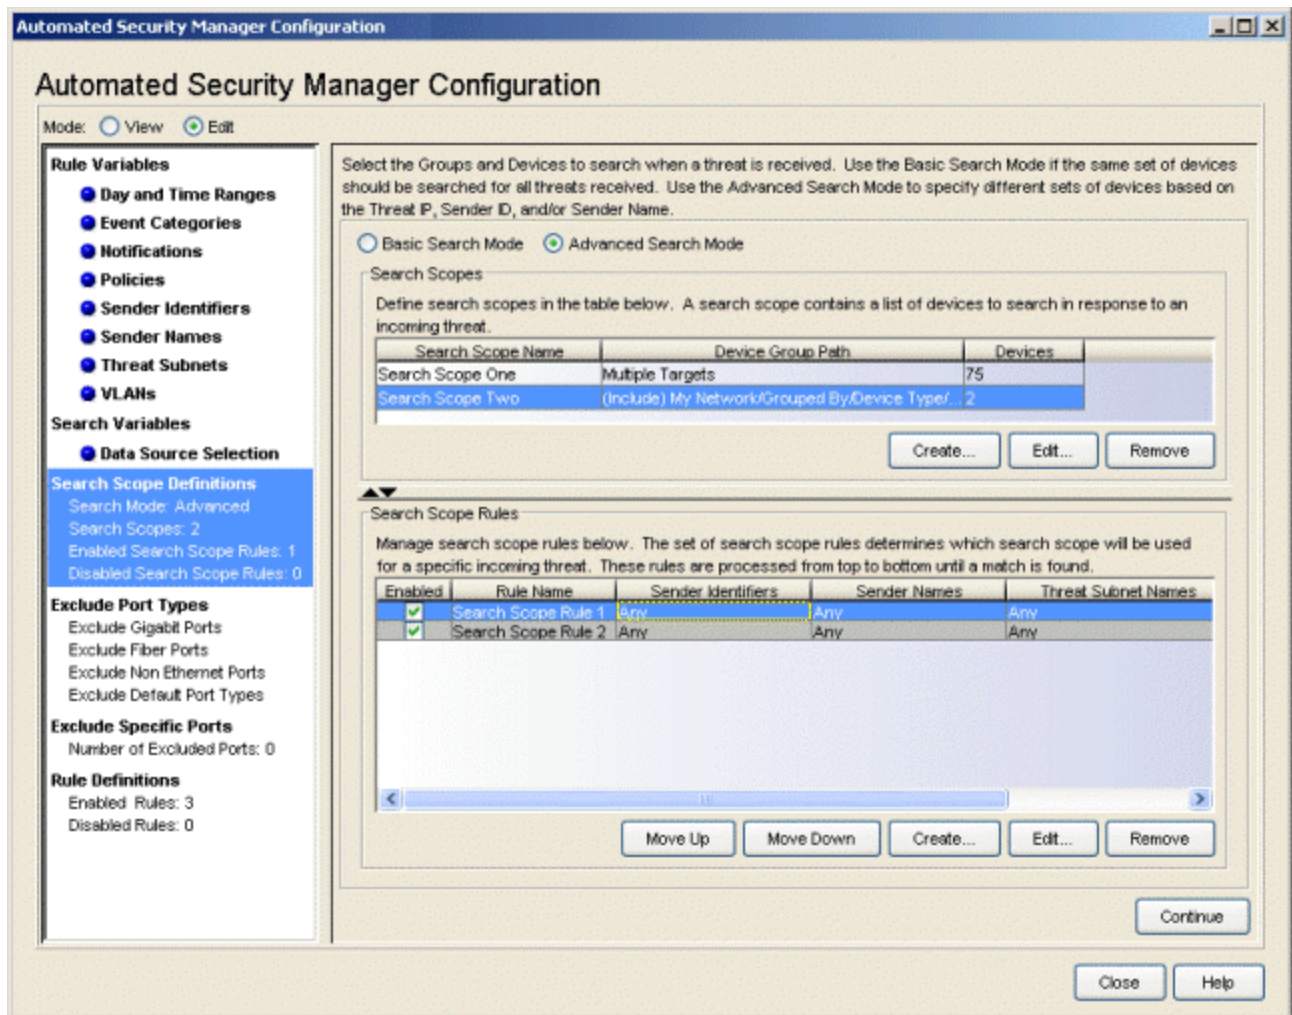 Automated Security Manager Configuration
Automated Security Manager Configuration
Mode: View Edit
Rule Variables
Day and Time Ranges
Event Categories
Notifications
Policies
Sender Identifiers
Sender Names
Threat Subnets
VLANs
Search Variables
Data Source Selection
Search Scope Definitions
Search Mode: Advanced
Search Scopes: 2
Enabled Search Scope Rules: 1
Disabled Search Scope Rules: 0
Exclude Port Types
Exclude Gigabit Ports
Exclude Fiber Ports
Exclude Non Ethernet Ports
Exclude Default Port Types
Exclude Specific Ports
Number of Excluded Ports: 0
Rule Definitions
Enabled Rules: 3
Disabled Rules: 0
Select the Groups and Devices to search when a threat is received. Use the Basic Search Mode if the same set of devices
should be searched for all threats received. Use the Advanced Search Mode to specify different sets of devices based on
the Threat IP, Sender ID, and/or Sender Name.
Basic Search Mode Advanced Search Mode
Search Scopes
Define search scopes in the table below. A search scope contains a list of devices to search in response to an
incoming threat.
Search Scope Name Device Group Path Devices
Search Scope One Multiple Targets 75
Search Scope Two (Include) My Network/Grouped By/Device Type/... 2
Create... Edit... Remove
Search Scope Rules
Manage search scope rules below. The set of search scope rules determines which search scope will be used
for a specific incoming threat. These rules are processed from top to bottom until a match is found.
Enabled Rule Name Sender Identifiers Sender Names Threat Subnet Names
Search Scope Rule 1 Any Any Any
Search Scope Rule 2 Any Any Any
Move Up Move Down Create... Edit... Remove
Continue
Close Help